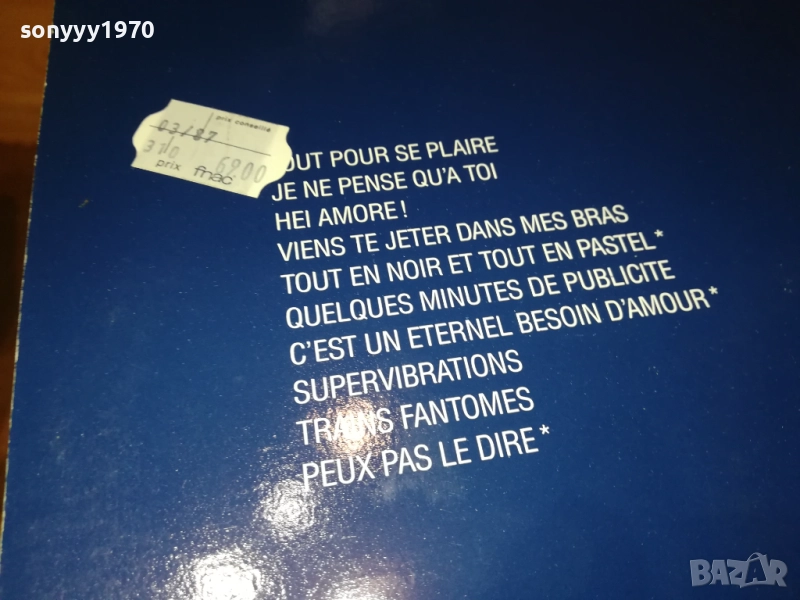 sonyyy1970
prix conseillé
03/87
310 6900
prix fnac
OUT POUR SE PLAIRE
JE NE PENSE QU'A TOI
HEI AMORE!
VIENS TE JETER DANS MES BRAS
TOUT EN NOIR ET TOUT EN PASTEL*
QUELQUES MINUTES DE PUBLICITE
C'EST UN ETERNEL BESOIN D'AMOUR*
SUPERVIBRATIONS
TRAINS FANTOMES
PEUX PAS LE DIRE*
BAZAR